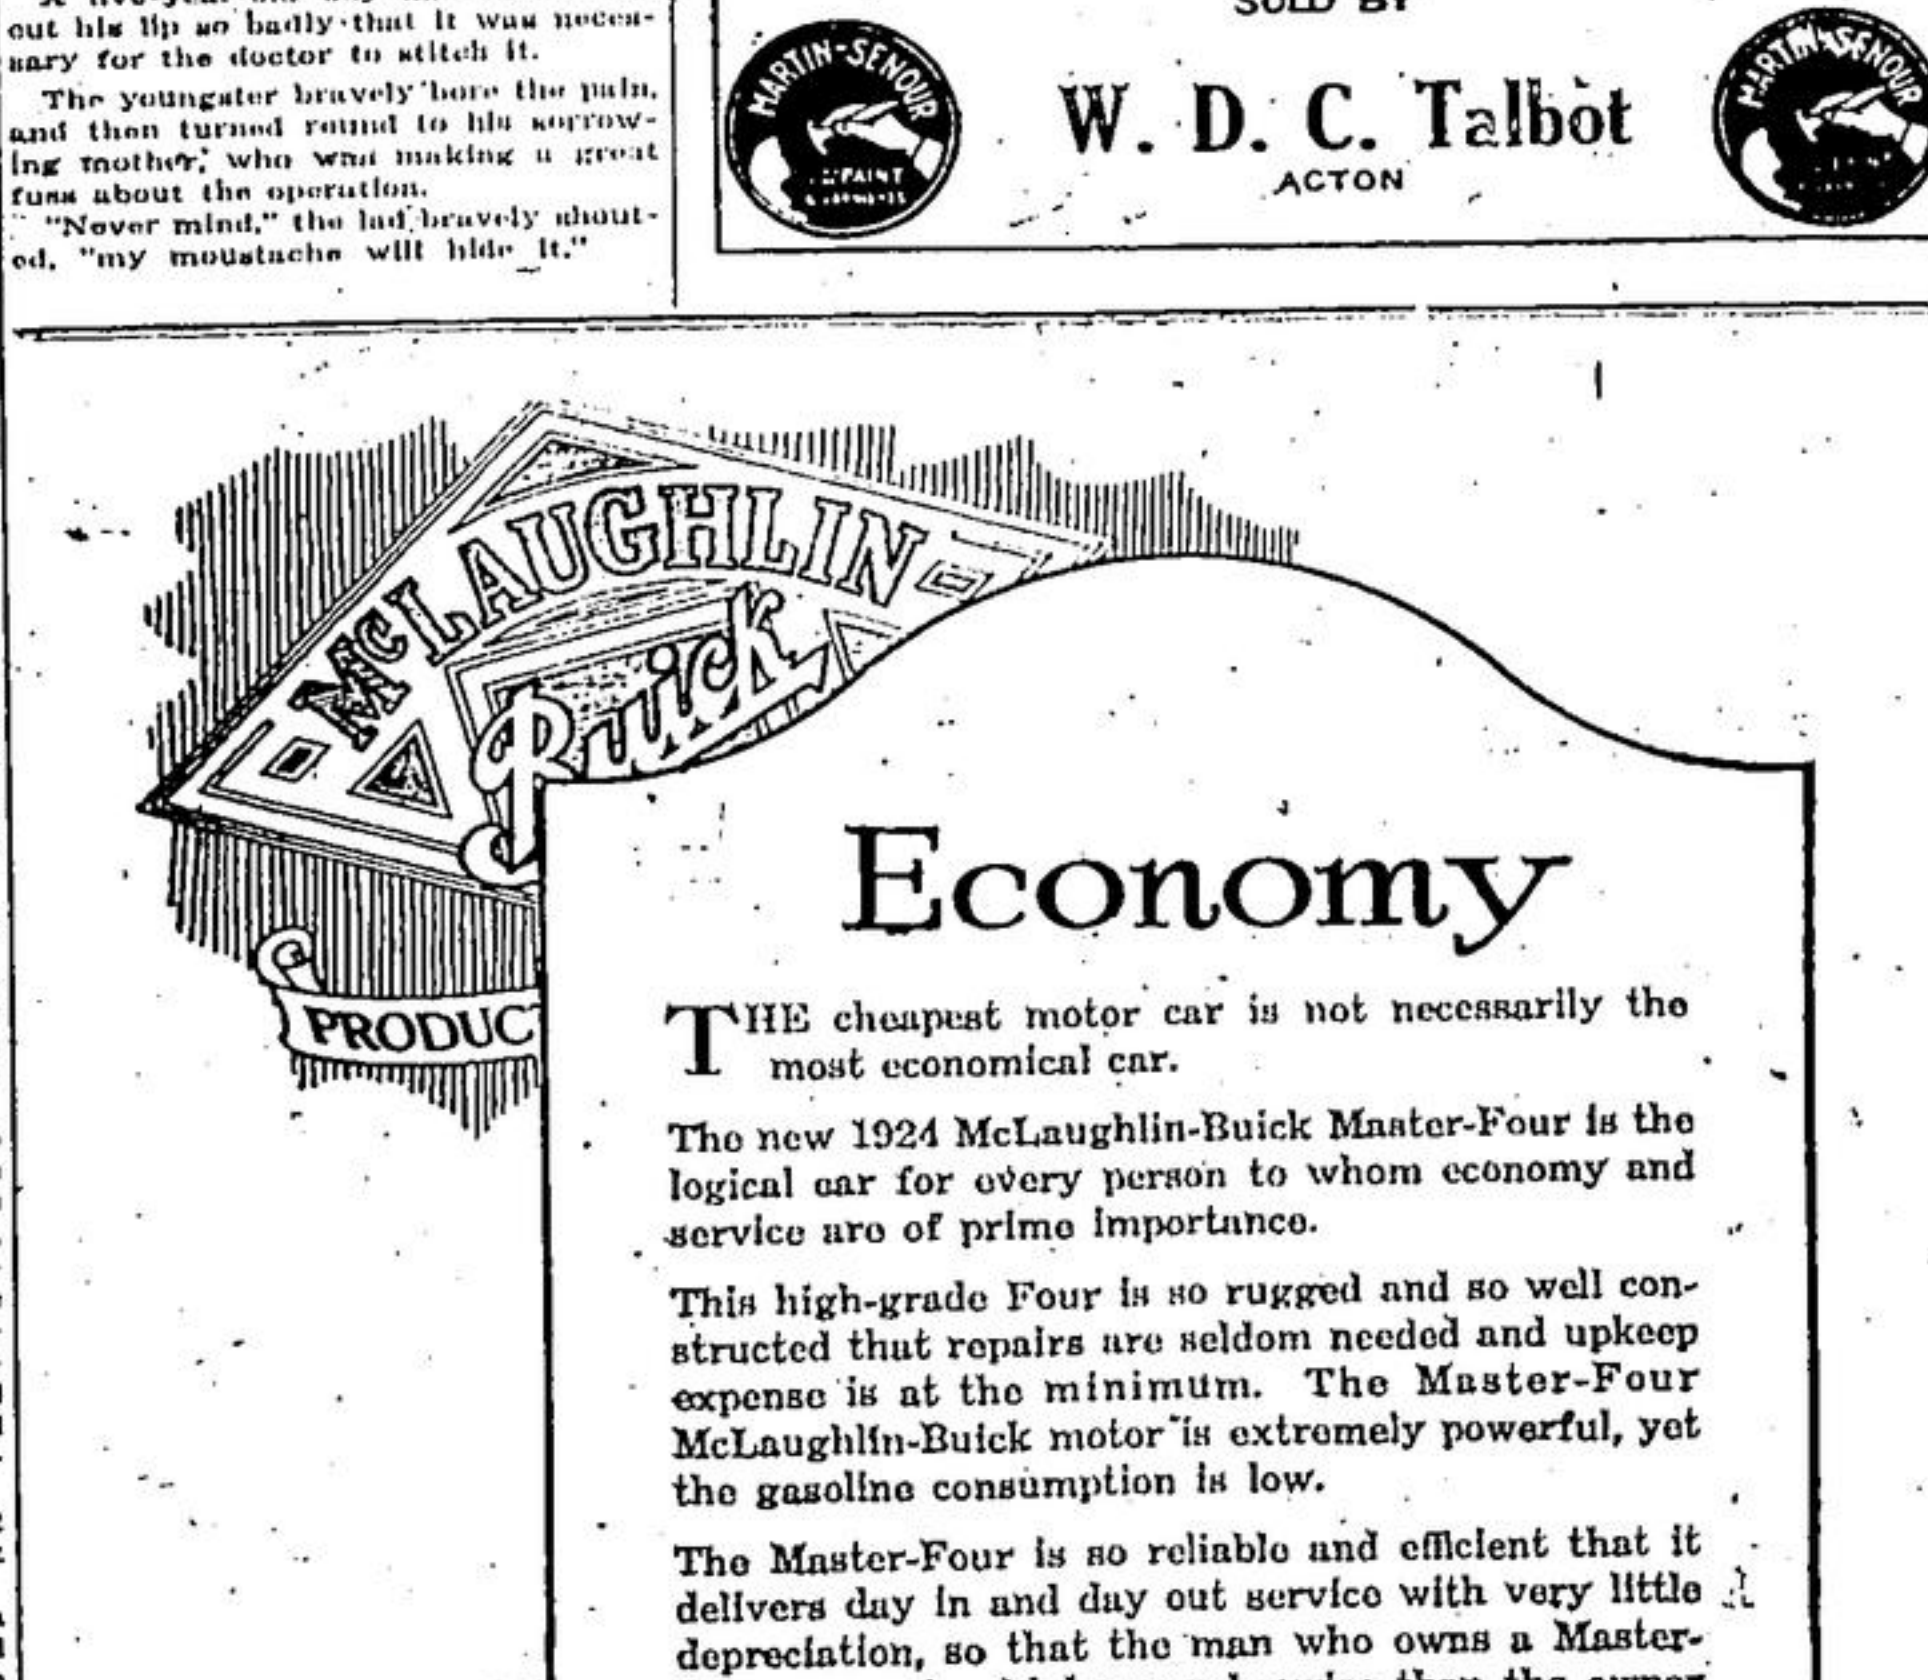 cut his lip so badly that it was neces-
sary for the doctor to stitch it.
The youngster bravely bore the pain,
and then turned round to his sorrow-
ing mother, who was making a great
fuss about the operation.
"Never mind," the lad bravely shout-
ed, "my moustache will hide it."
SOLD BY
MARTIN-SENOUR
PAINT
W. D. C. Talbot
ACTON
MARTIN-SENOUR
McLAUGHLIN
Buick
PRODUC
Economy
THE cheapest motor car is not necessarily the
most economical car.
The new 1924 McLaughlin-Buick Master-Four is the
logical car for every person to whom economy and
service are of prime importance.
This high-grade Four is so rugged and so well con-
structed that repairs are seldom needed and upkeep
expense is at the minimum. The Master-Four
McLaughlin-Buick motor is extremely powerful, yet
the gasoline consumption is low.
The Master-Four is so reliable and efficient that it
delivers day in and day out service with very little
depreciation, so that the man who owns a Master-
than the owner